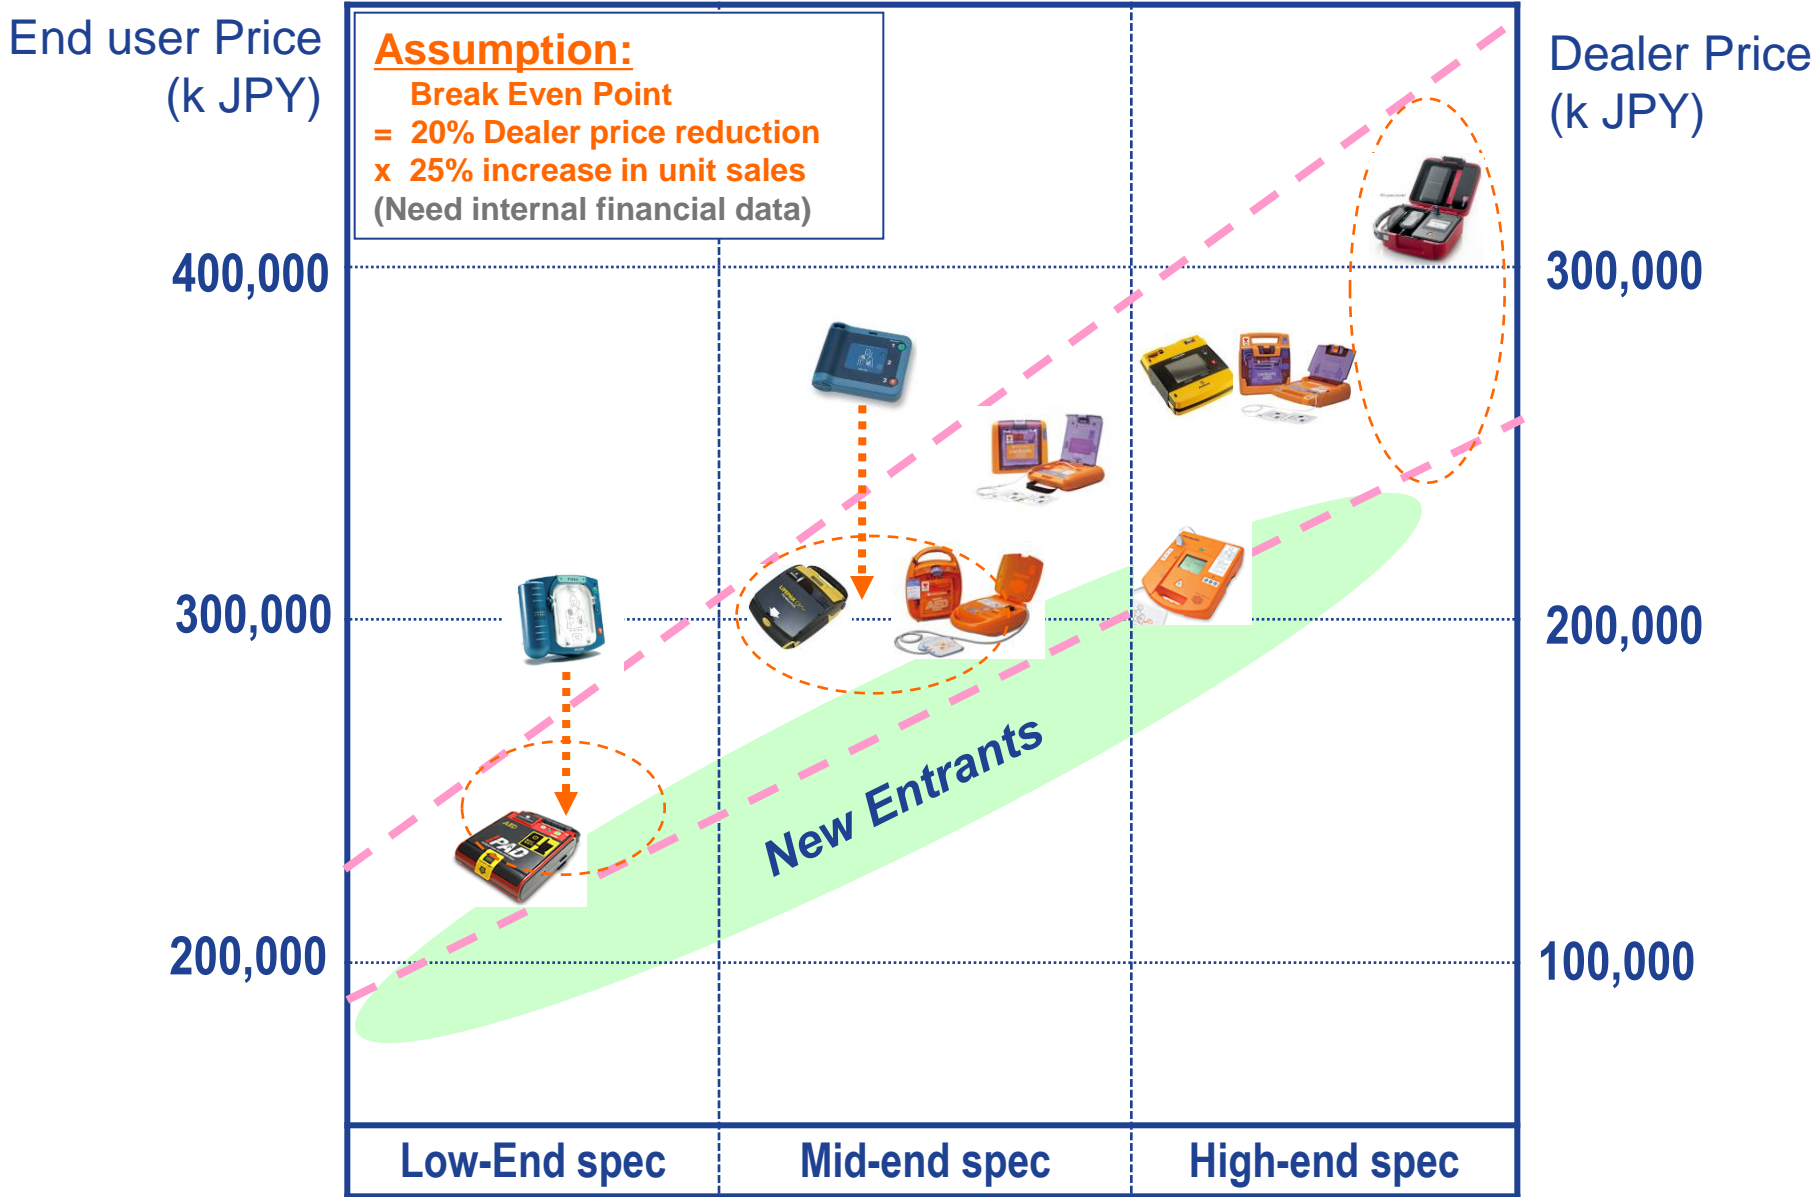 End user Price
(k JPY)
Assumption:
Break Even Point
= 20% Dealer price reduction
x 25% increase in unit sales
(Need internal financial data)
Dealer Price
(k JPY)
400,000
300,000
300,000
200,000
200,000
100,000
AED
iPAD
New Entrants
Low-End spec
Mid-end spec
High-end spec